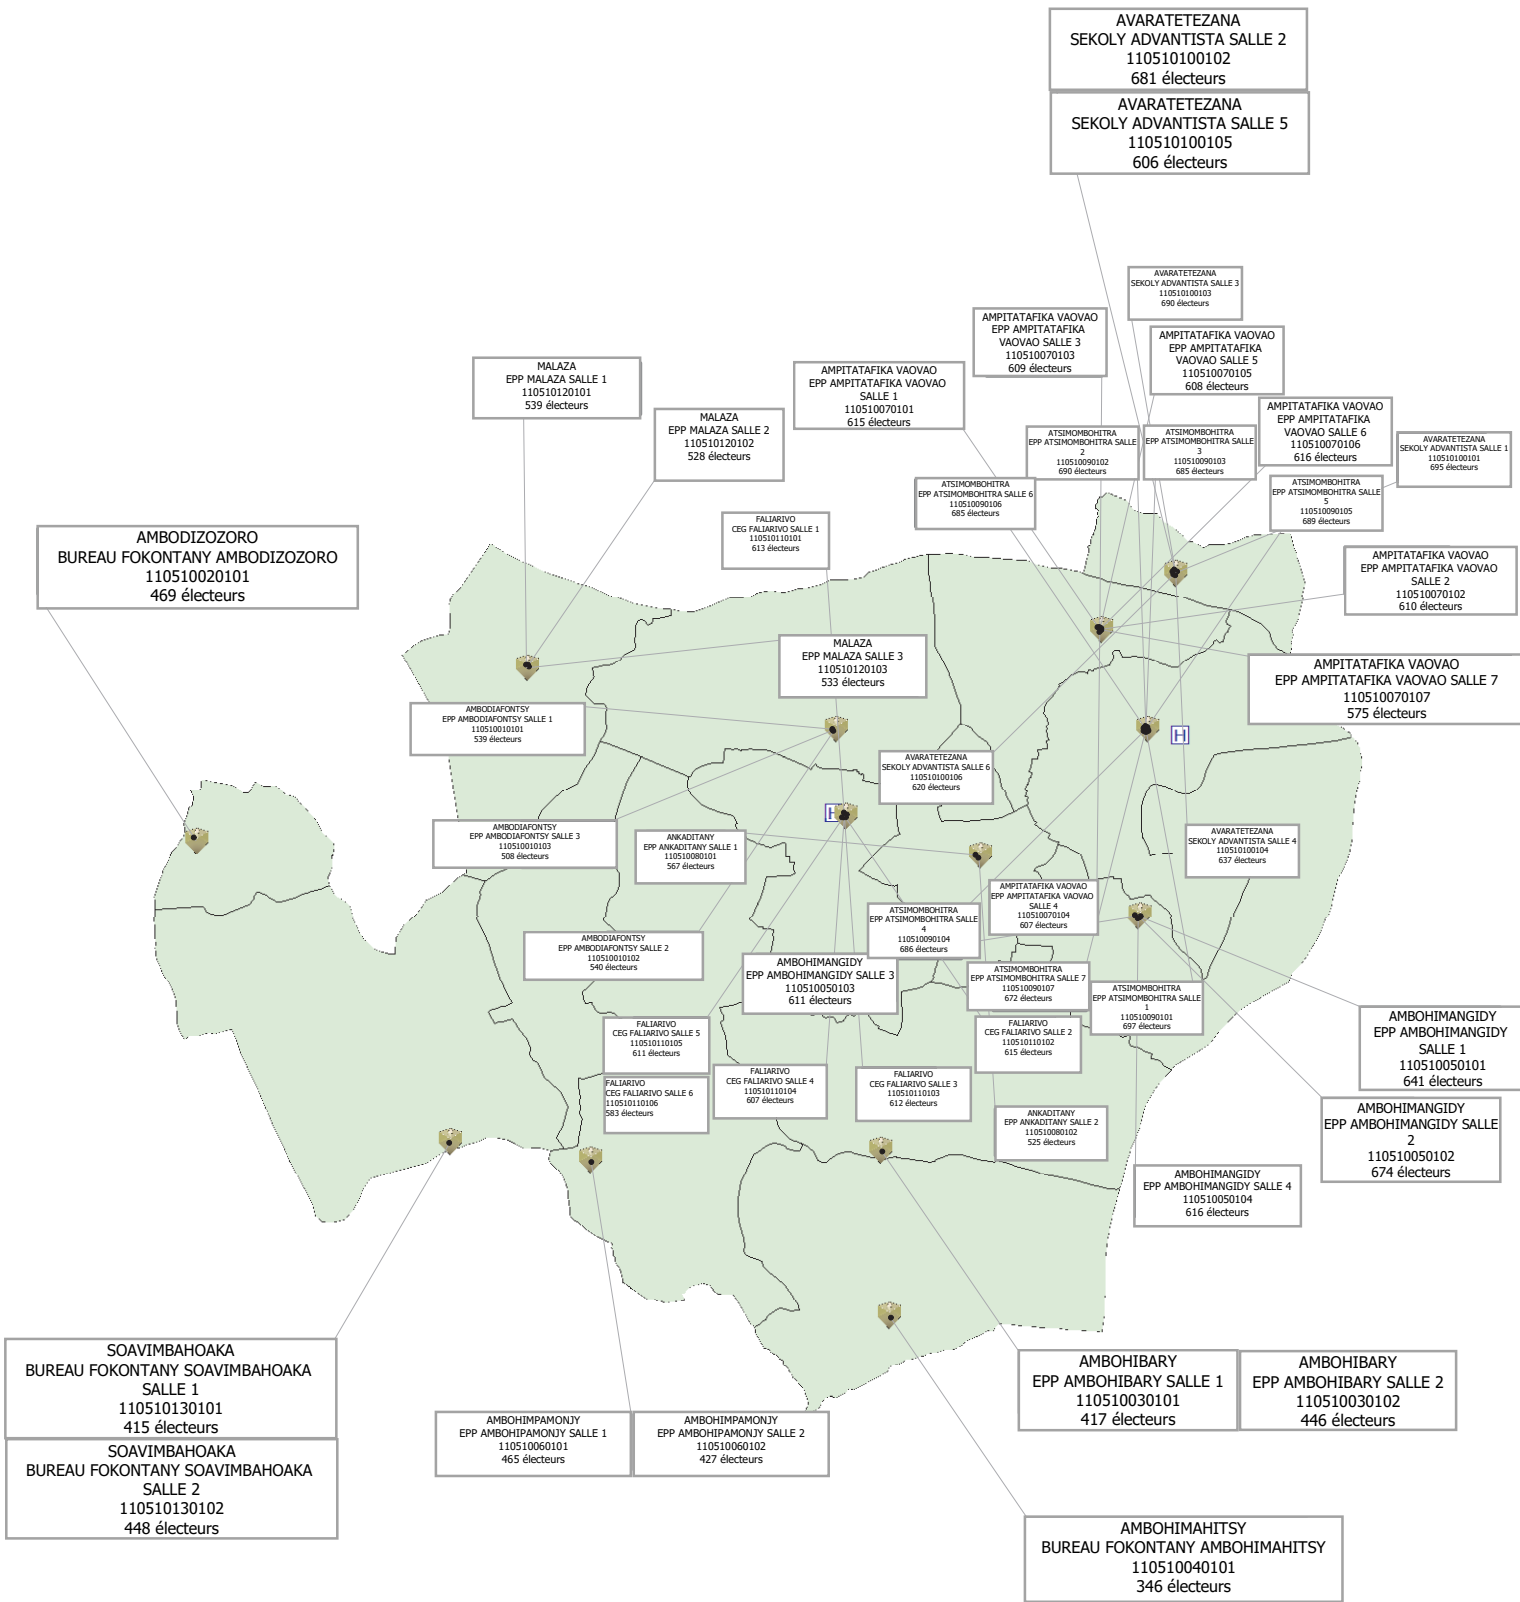 AVARATETEZANA
SEKOLY ADVANTISTA SALLE 2
110510100102
681 électeurs
AVARATETEZANA
SEKOLY ADVANTISTA SALLE 5
110510100105
606 électeurs
AVARATETEZANA
SEKOLY ADVANTISTA SALLE 3
110510100103
690 électeurs
AMPITATAFIKA VAOVAO
EPP AMPITATAFIKA
VAOVAO SALLE 3
110510070103
609 électeurs
AMPITATAFIKA VAOVAO
EPP AMPITATAFIKA
VAOVAO SALLE 5
110510070105
608 électeurs
MALAZA
EPP MALAZA SALLE 1
110510120101
539 électeurs
AMPITATAFIKA VAOVAO
EPP AMPITATAFIKA VAOVAO
SALLE 1
110510070101
615 électeurs
MALAZA
EPP MALAZA SALLE 2
110510120102
528 électeurs
AMPITATAFIKA VAOVAO
EPP AMPITATAFIKA
VAOVAO SALLE 6
110510070106
616 électeurs
ATSIMOMBOHITRA
EPP ATSIMOMBOHITRA SALLE
2
110510090102
690 électeurs
ATSIMOMBOHITRA
EPP ATSIMOMBOHITRA SALLE
3
110510090103
685 électeurs
AVARATETEZANA
SEKOLY ADVANTISTA SALLE 1
110510100101
695 électeurs
ATSIMOMBOHITRA
EPP ATSIMOMBOHITRA SALLE 6
110510090106
685 électeurs
ATSIMOMBOHITRA
EPP ATSIMOMBOHITRA SALLE
5
110510090105
689 électeurs
FALIARIVO
CEG FALIARIVO SALLE 1
110510110101
613 électeurs
AMBODIZOZORO
BUREAU FOKONTANY AMBODIZOZORO
110510020101
469 électeurs
AMPITATAFIKA VAOVAO
EPP AMPITATAFIKA VAOVAO
SALLE 2
110510070102
610 électeurs
MALAZA
EPP MALAZA SALLE 3
110510120103
533 électeurs
AMPITATAFIKA VAOVAO
EPP AMPITATAFIKA VAOVAO SALLE 7
110510070107
575 électeurs
AMBODIAFONTSY
EPP AMBODIAFONTSY SALLE 1
110510010101
539 électeurs
H
AVARATETEZANA
SEKOLY ADVANTISTA SALLE 6
110510100106
620 électeurs
H
AMBODIAFONTSY
EPP AMBODIAFONTSY SALLE 3
110510010103
508 électeurs
ANKADITANY
EPP ANKADITANY SALLE 1
110510080101
567 électeurs
AVARATETEZANA
SEKOLY ADVANTISTA SALLE 4
110510100104
637 électeurs
AMPITATAFIKA VAOVAO
EPP AMPITATAFIKA VAOVAO
SALLE 4
110510070104
607 électeurs
ATSIMOMBOHITRA
EPP ATSIMOMBOHITRA SALLE
4
110510090104
686 électeurs
AMBODIAFONTSY
EPP AMBODIAFONTSY SALLE 2
110510010102
540 électeurs
AMBOHIMANGIDY
EPP AMBOHIMANGIDY SALLE 3
110510050103
611 électeurs
ATSIMOMBOHITRA
EPP ATSIMOMBOHITRA SALLE 7
110510090107
672 électeurs
ATSIMOMBOHITRA
EPP ATSIMOMBOHITRA SALLE
1
110510090101
697 électeurs
FALIARIVO
CEG FALIARIVO SALLE 5
110510110105
611 électeurs
FALIARIVO
CEG FALIARIVO SALLE 2
110510110102
615 électeurs
AMBOHIMANGIDY
EPP AMBOHIMANGIDY
SALLE 1
110510050101
641 électeurs
FALIARIVO
CEG FALIARIVO SALLE 6
110510110106
583 électeurs
FALIARIVO
CEG FALIARIVO SALLE 4
110510110104
607 électeurs
FALIARIVO
CEG FALIARIVO SALLE 3
110510110103
612 électeurs
ANKADITANY
EPP ANKADITANY SALLE 2
110510080102
525 électeurs
AMBOHIMANGIDY
EPP AMBOHIMANGIDY SALLE
2
110510050102
674 électeurs
AMBOHIMANGIDY
EPP AMBOHIMANGIDY SALLE 4
110510050104
616 électeurs
SOAVIMBAHOAKA
BUREAU FOKONTANY SOAVIMBAHOAKA
SALLE 1
110510130101
415 électeurs
SOAVIMBAHOAKA
BUREAU FOKONTANY SOAVIMBAHOAKA
SALLE 2
110510130102
448 électeurs
AMBOHIMPAMONJY
EPP AMBOHIPAMONJY SALLE 1
110510060101
465 électeurs
AMBOHIMPAMONJY
EPP AMBOHIPAMONJY SALLE 2
110510060102
427 électeurs
AMBOHIBARY
EPP AMBOHIBARY SALLE 1
110510030101
417 électeurs
AMBOHIBARY
EPP AMBOHIBARY SALLE 2
110510030102
446 électeurs
AMBOHIMAHITSY
BUREAU FOKONTANY AMBOHIMAHITSY
110510040101
346 électeurs